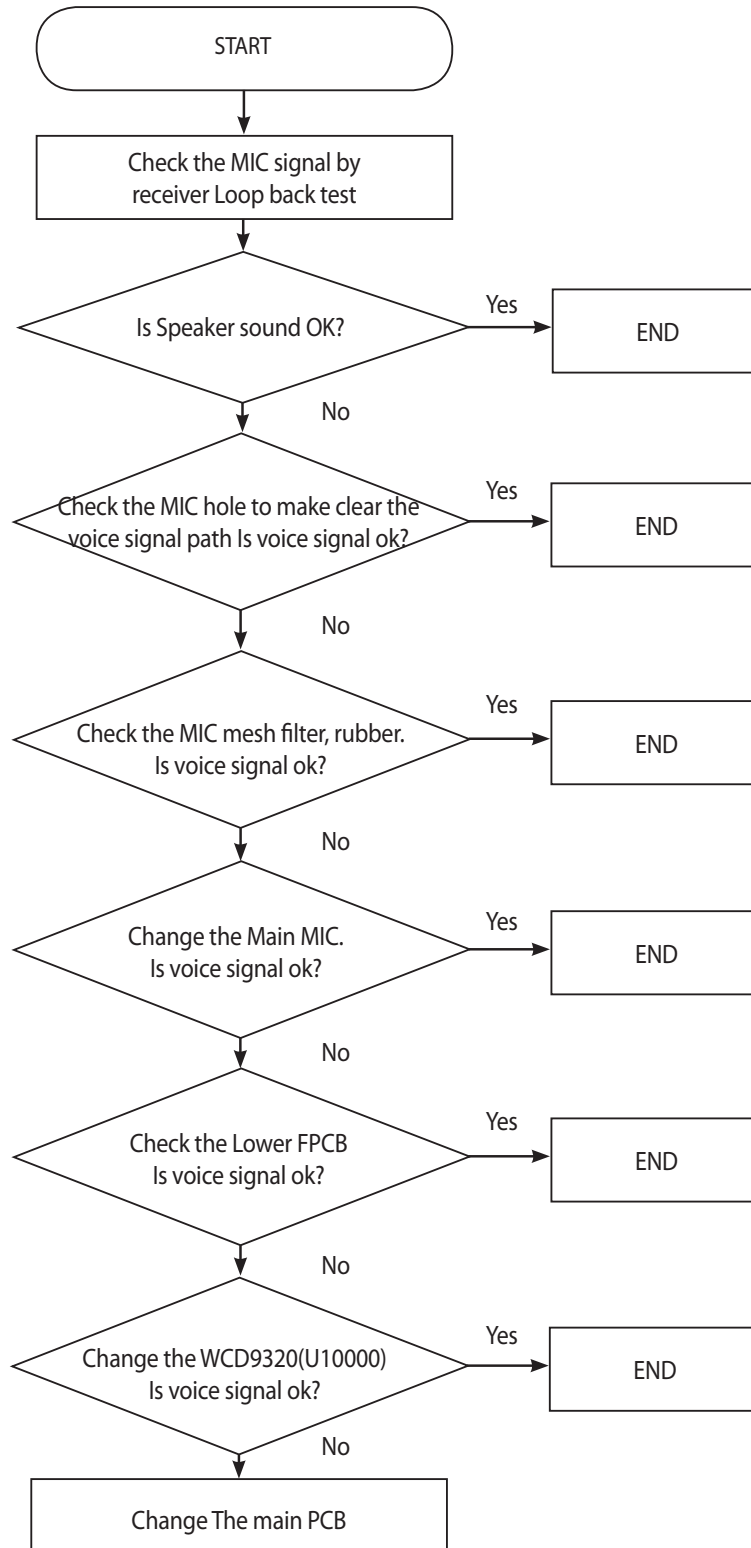 START
Check the MIC signal by
receiver Loop back test
Is Speaker sound OK?
Yes
END
No
Check the MIC hole to make clear the
voice signal path Is voice signal ok?
Yes
END
No
Check the MIC mesh filter, rubber.
Is voice signal ok?
Yes
END
No
Change the Main MIC.
Is voice signal ok?
Yes
END
No
Check the Lower FPCB
Is voice signal ok?
Yes
END
No
Change the WCD9320(U10000)
Is voice signal ok?
Yes
END
No
Change The main PCB